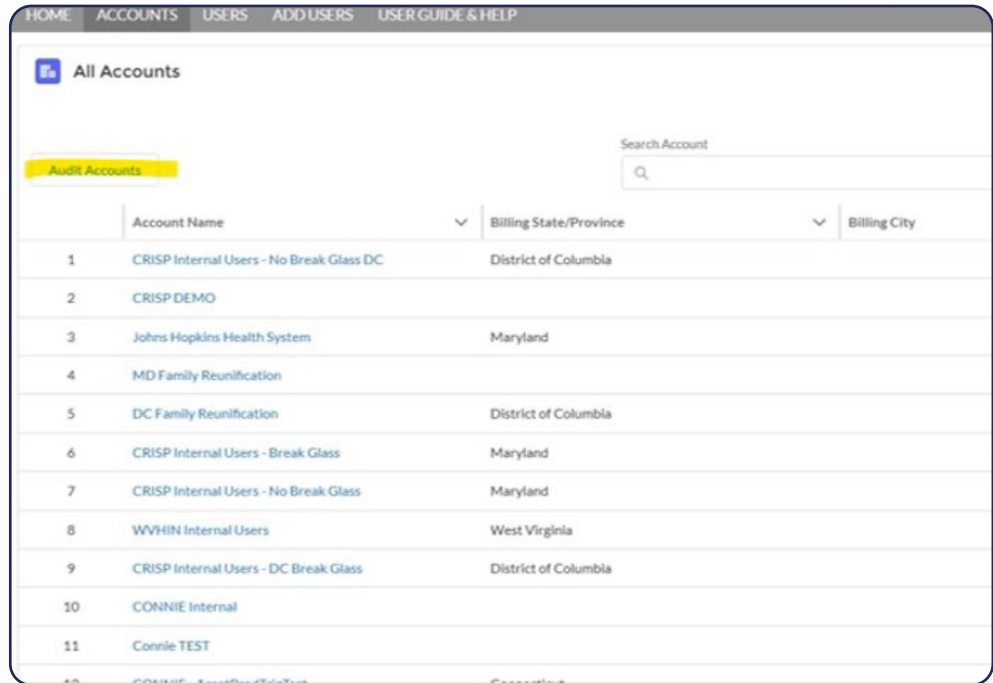 HOME ACCOUNTS USERS ADD USERS USER GUIDE & HELP
All Accounts
Search Account
Audit Accounts
Account Name Billing State/Province Billing City
1 CRISP Internal Users - No Break Glass DC District of Columbia
2 CRISP DEMO
3 Johns Hopkins Health System Maryland
4 MD Family Reunification
5 DC Family Reunification District of Columbia
6 CRISP Internal Users - Break Glass Maryland
7 CRISP Internal Users - No Break Glass Maryland
8 WVHIN Internal Users West Virginia
9 CRISP Internal Users - DC Break Glass District of Columbia
10 CONNIE Internal
11 Connie TEST
12 CONNIE - Connecticut